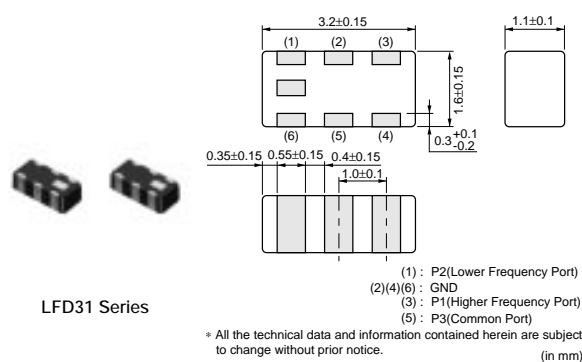 3.2±0.15
1.1±0.1
(1) (2) (3)
1.6±0.15
(6) (5) (4)
0.3 +0.1 -0.2
0.35±0.15 0.55±0.15 0.4±0.15
1.0±0.1
(1) : P2(Lower Frequency Port)
(2)(4)(6) : GND
(3) : P1(Higher Frequency Port)
(5) : P3(Common Port)
LFD31 Series
* All the technical data and information contained herein are subject
to change without prior notice.
(in mm)